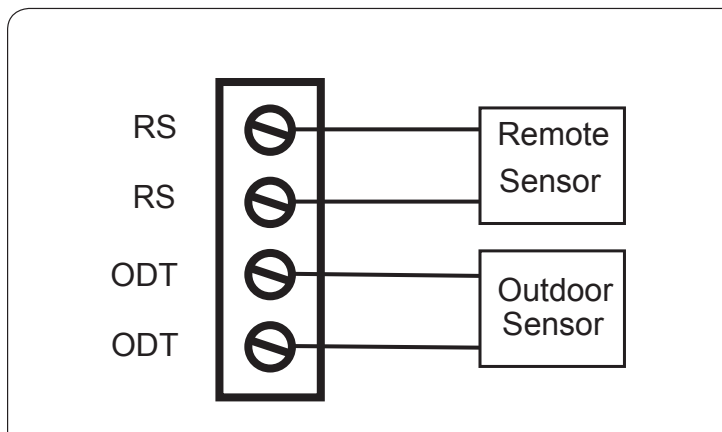 RS
RS
ODT
ODT
Remote
Sensor
Outdoor
Sensor